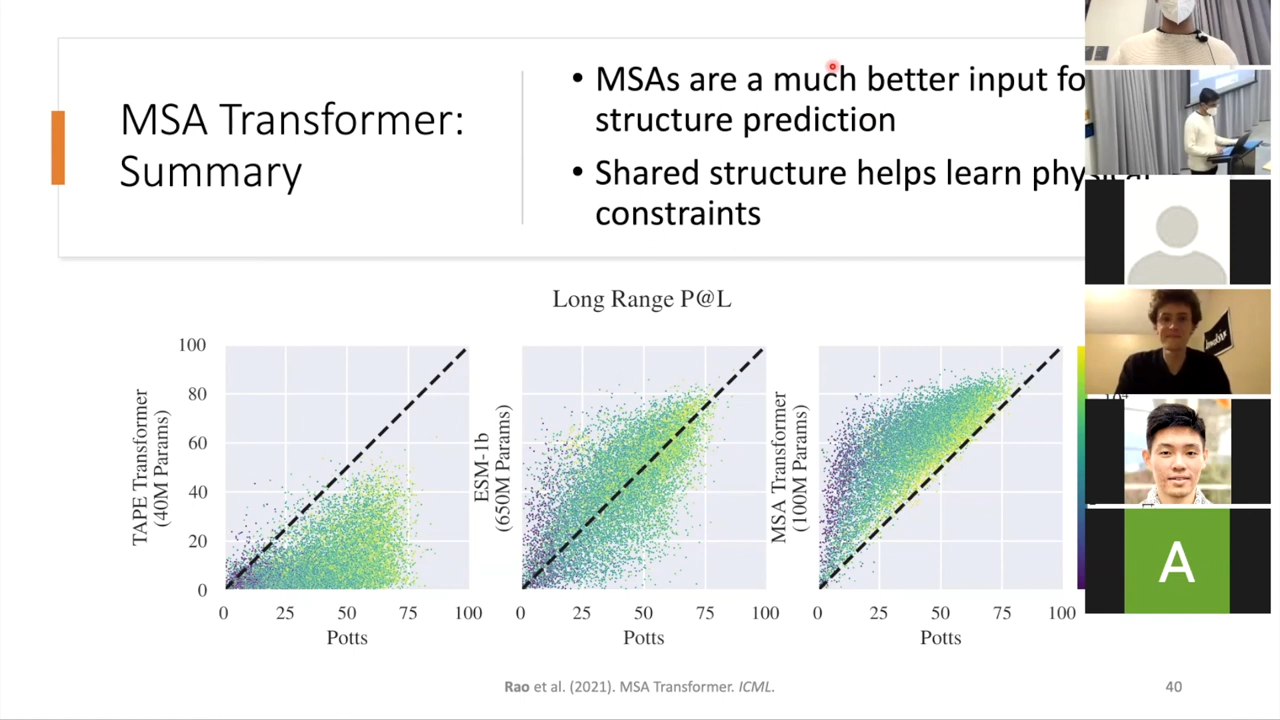 MSA Transformer:
Summary
• MSAs are a much better input fo
structure prediction
• Shared structure helps learn physical
constraints
Long Range P@L
TAPE Transformer
(40M Params)
100
80
60
40
20
0
0 25 50 75 100
Potts
ESM-1b
(650M Params)
0 25 50 75 100
Potts
MSA Transformer
(100M Params)
0 25 50 75 100
Potts
A
Rao et al. (2021). MSA Transformer. ICML.
40